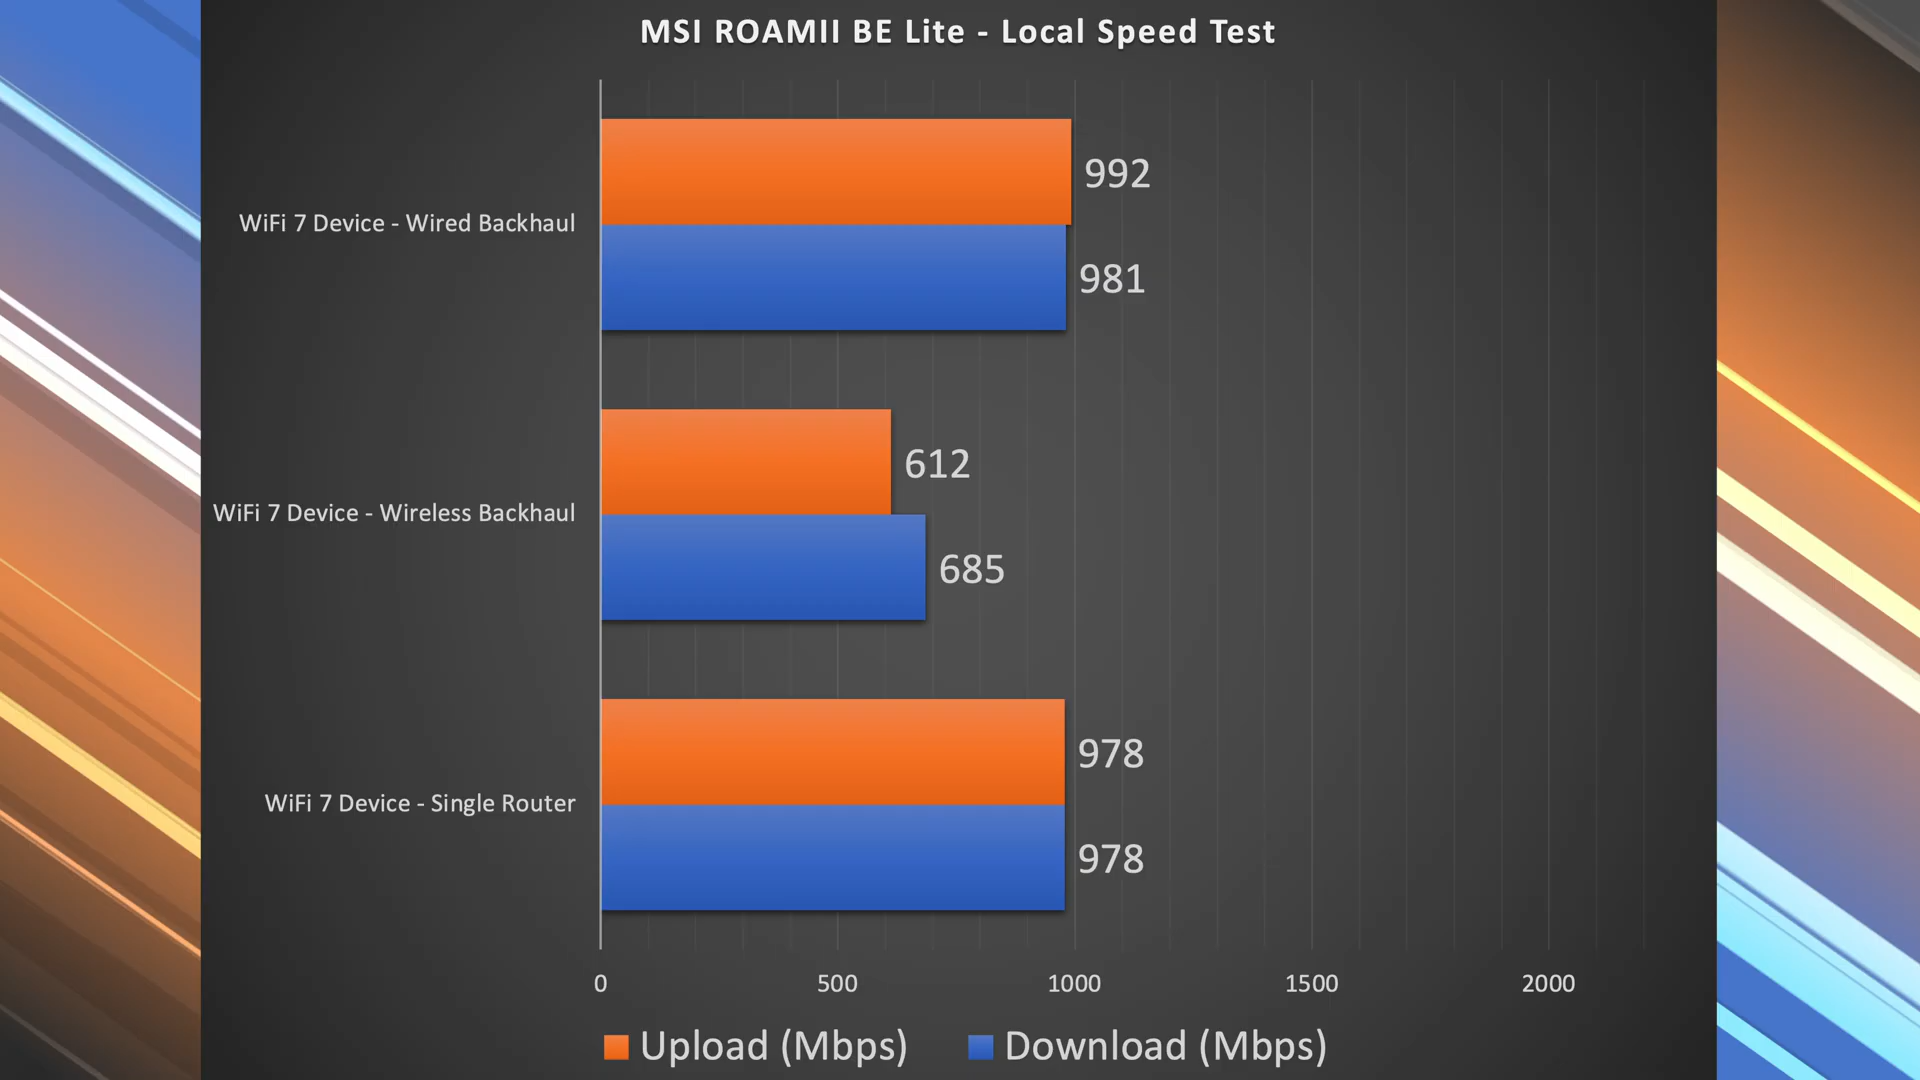 MSI ROAMII BE Lite - Local Speed Test
992
WiFi 7 Device - Wired Backhaul
981
612
WiFi 7 Device - Wireless Backhaul
685
978
WiFi 7 Device - Single Router
978
0 500 1000 1500 2000
Upload (Mbps) Download (Mbps)